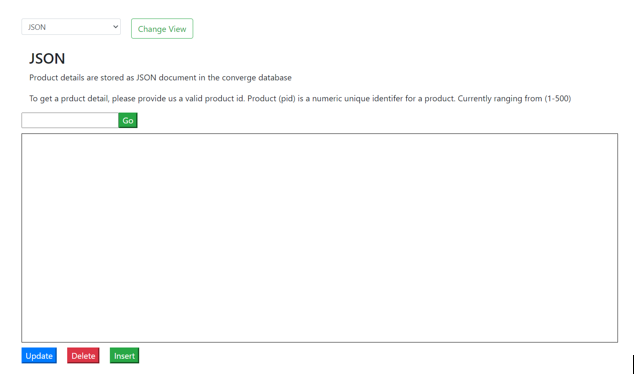 JSON
Change View
JSON
Product details are stored as JSON document in the converge database
To get a prduct detail, please provide us a valid product id. Product (pid) is a numeric unique identifer for a product. Currently ranging from (1-500)
Go
Update Delete Insert